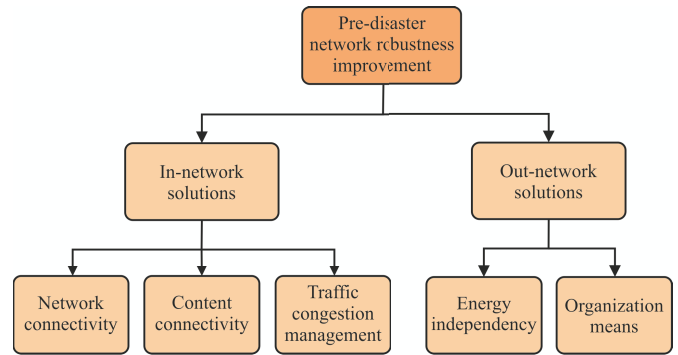 Pre-disaster
network robustness
improvement
In-network
solutions
Out-network
solutions
Network
connectivity
Content
connectivity
Traffic
congestion
management
Energy
independency
Organization
means